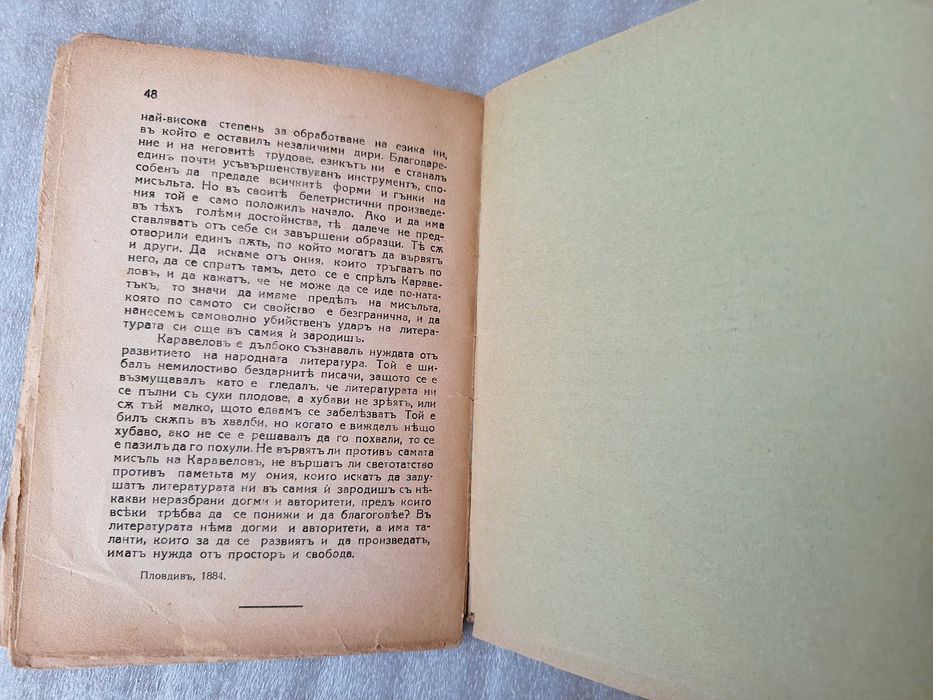 48
най-висока степень за обработване на езика ни,
въ който е оставилъ незаличими дири. Благодаре-
ние и на неговитѣ трудове, езикътъ ни е станалъ
единъ почти усъвършенствуванъ инструментъ, спо-
собенъ да предаде всичкитѣ форми и гънки на
мисъльта. Но въ своитѣ белетристични произведе-
ния той е само положилъ начало. Ако и да има
въ тѣхъ голѣми достойнства, тѣ далече не пред-
ставляватъ отъ себе си завършени образци. Тѣ сѫ
отворили единъ пѫть, по който могатъ да вървятъ
и други. Да искаме отъ ония, които тръгватъ по
него, да се спратъ тамъ, дето се е спрѣлъ Караве-
ловъ, и да кажатъ, че не може да се иде по-ната-
тъкъ, то значи да имаме предѣлъ на мисъльта,
която по самото си свойство е безгранична, и да
нанесемъ самоволно убийственъ ударъ на литера-
турата си още въ самия ѝ зародишъ.
Каравеловъ е дълбоко съзнавалъ нуждата отъ
развитието на народната литература. Той е ши-
балъ немилостиво бездарнитѣ писачи, защото се е
възмущавалъ като е гледалъ, че литературата ни
се пълни съ сухи плодове, а хубави не зрѣятъ, или
сѫ тъй малко, щото едвамъ се забелѣзватъ Той е
билъ скѫпъ въ хвалби, но когато е виждалъ нѣщо
хубаво, ако не се е решавалъ да го похвали, то се
е пазилъ да го похули. Не вървятъ ли противъ самата
мисъль на Каравеловъ, не вършатъ ли светотатство
противъ паметьта му ония, които искатъ да заду-
шатъ литературата ни въ самия ѝ зародишъ съ нѣ-
какви неразбрани догми и авторитети, предъ които
всѣки трѣбва да се понижи и да благоговѣе? Въ
литературата нѣма догми и авторитети, а има та-
ланти, които за да се развиятъ и да произведатъ,
иматъ нужда отъ просторъ и свобода.
Пловдивъ, 1884.